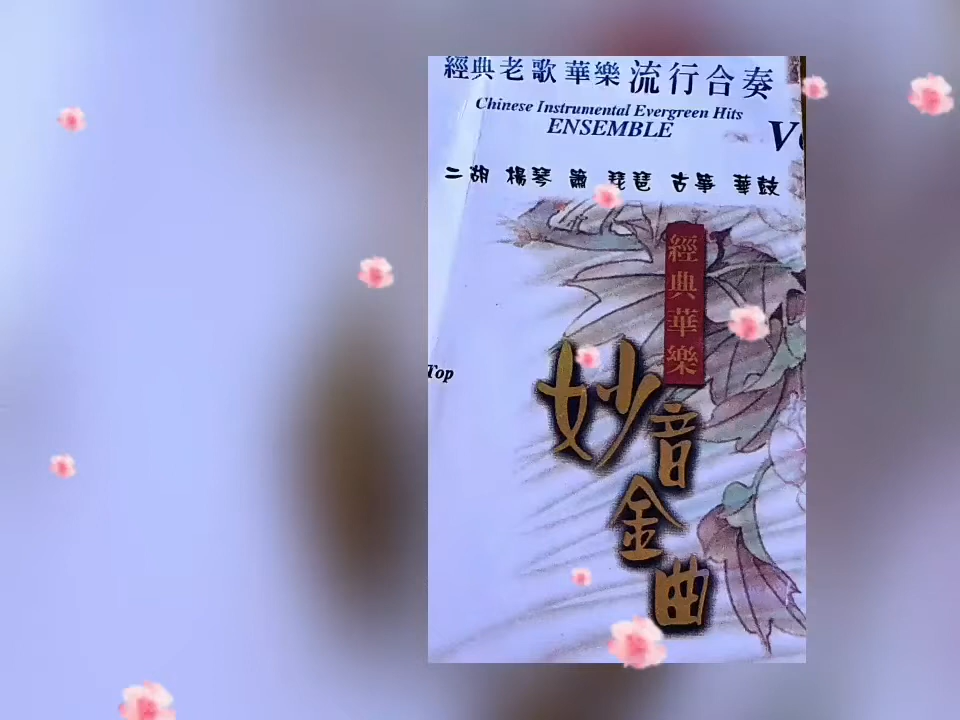 經典老歌華樂流行合奏
Chinese Instrumental Evergreen Hits
ENSEMBLE
二胡 楊琴 簫 琵琶 古箏 華鼓
經典華樂
妙音金曲
Top